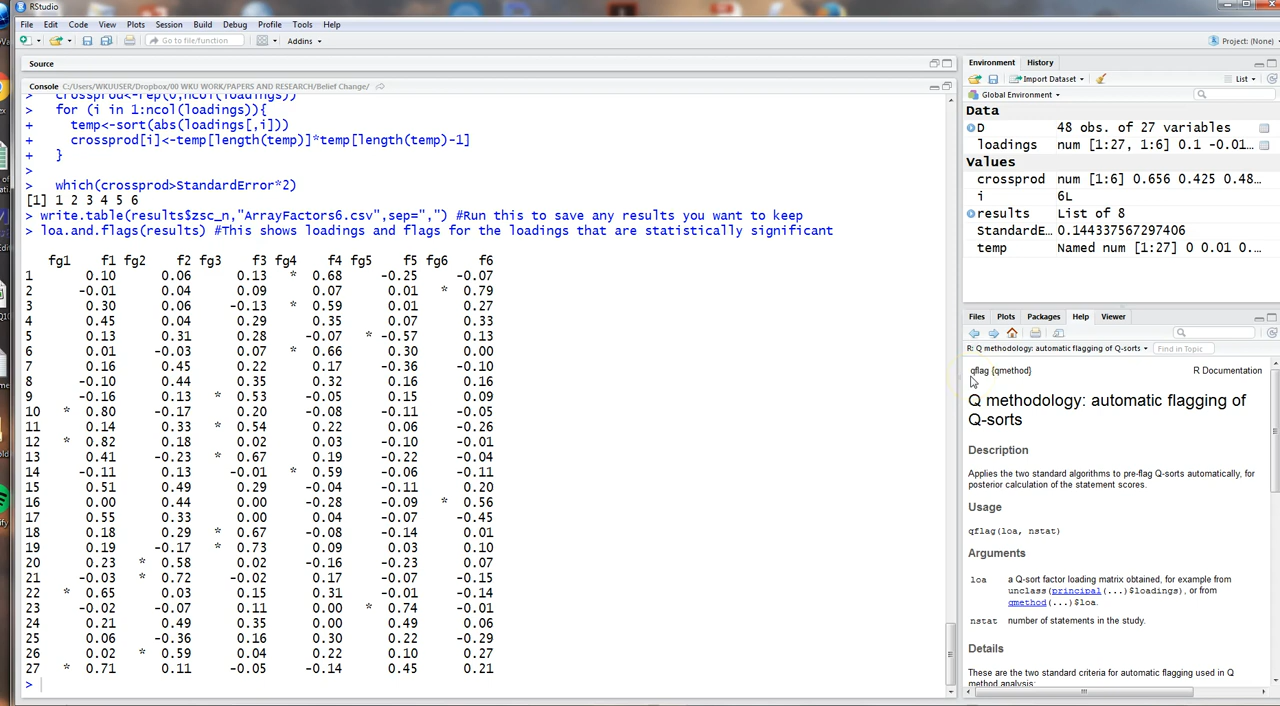 RStudio
File Edit Code View Plots Session Build Debug Profile Tools Help
Go to file/function Addins Project: (None)
Source
Console C:/Users/WKUUSER/Dropbox/00 WKU WORK/PAPERS AND RESEARCH/Belief Change/
> crossprod<-rep(0,ncol(loadings))
> for (i in 1:ncol(loadings)){
+ temp<-sort(abs(loadings[,i]))
+ crossprod[i]<-temp[length(temp)]*temp[length(temp)-1]
+ }
>
> which(crossprod>StandardError*2)
[1] 1 2 3 4 5 6
> write.table(results$zsc_n,"ArrayFactors6.csv",sep=",") #Run this to save any results you want to keep
> loa.and.flags(results) #This shows loadings and flags for the loadings that are statistically significant
fg1 f1 fg2 f2 fg3 f3 fg4 f4 fg5 f5 fg6 f6
1 0.10 0.06 0.13 * 0.68 -0.25 -0.07
2 -0.01 0.04 0.09 0.07 0.01 * 0.79
3 0.30 0.06 -0.13 * 0.59 0.01 0.27
4 0.45 0.04 0.29 0.35 0.07 0.33
5 0.13 0.31 0.28 -0.07 * -0.57 0.13
6 0.01 -0.03 0.07 * 0.66 0.30 0.00
7 0.16 0.45 0.22 0.17 -0.36 -0.10
8 -0.10 0.44 0.35 0.32 0.16 0.08
9 -0.16 0.13 * 0.53 0.04 0.15 0.09
10 * 0.80 -0.17 0.20 -0.08 -0.11 -0.05
11 0.14 0.33 * 0.54 0.22 0.06 -0.26
12 * 0.82 0.18 0.02 0.03 -0.10 -0.01
13 0.41 -0.23 * 0.67 0.19 -0.22 -0.04
14 -0.11 0.13 -0.01 * 0.59 -0.06 -0.11
15 0.51 0.49 0.29 -0.04 -0.11 0.20
16 0.00 0.44 0.00 -0.28 -0.09 * 0.56
17 0.55 0.33 0.00 0.04 -0.07 -0.45
18 0.18 0.29 * 0.67 -0.08 -0.14 0.01
19 0.19 -0.17 * 0.73 0.09 0.03 0.10
20 0.23 * 0.58 0.02 -0.16 -0.23 0.07
21 -0.03 * 0.72 -0.02 0.17 -0.07 -0.15
22 * 0.65 0.03 0.15 0.31 -0.01 -0.14
23 -0.02 -0.07 0.11 0.00 * 0.74 -0.01
24 0.21 0.49 0.35 0.00 0.49 0.06
25 0.06 -0.36 0.16 0.30 0.22 -0.29
26 0.02 * 0.59 0.04 0.22 0.10 0.27
27 * 0.71 0.11 -0.05 -0.14 0.45 0.21
>
Environment History
Import Dataset List
Global Environment
Data
D 48 obs. of 27 variables
loadings num [1:27, 1:6] 0.1 -0.01…
Values
crossprod num [1:6] 0.656 0.425 0.48…
i 6L
results List of 8
StandardE… 0.144337567297406
temp Named num [1:27] 0 0.01 0.…
Files Plots Packages Help Viewer
R: Q methodology: automatic flagging of Q-sorts Find in Topic
qflag {qmethod} R Documentation
Q methodology: automatic flagging of
Q-sorts
Description
Applies the two standard algorithms to pre-flag Q-sorts automatically, for
posterior calculation of the statement scores.
Usage
qflag(loa, nstat)
Arguments
loa a Q-sort factor loading matrix obtained, for example from
unclass(principal(...)$loadings), or from
qmethod(...)$loa.
nstat number of statements in the study.
Details
These are the two standard criteria for automatic flagging used in Q
method analysis: